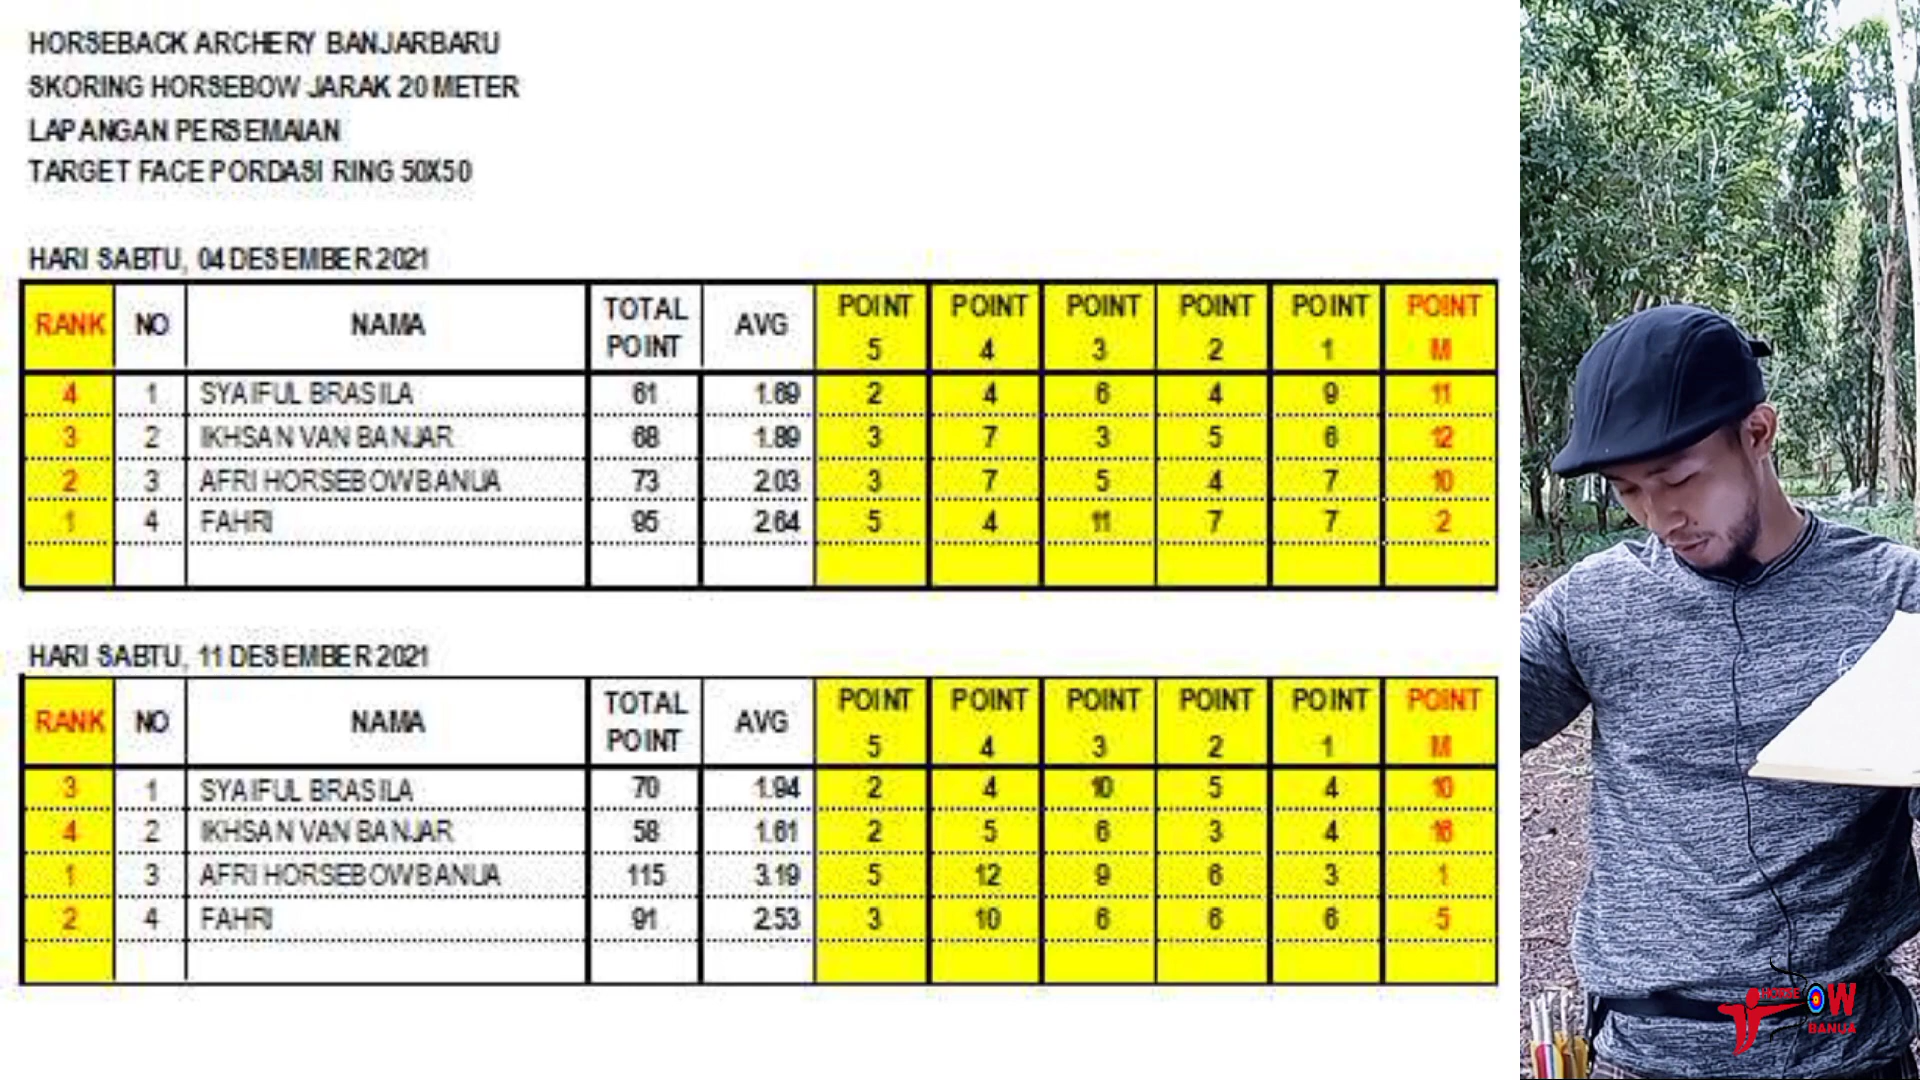 HORSEBACK ARCHERY BANJARBARU
SKORING HORSEBOW JARAK 20 METER
LAPANGAN PERSEMAIAN
TARGET FACE PORDASI RING 50X50
HARI SABTU, 04 DESEMBER 2021
RANK NO NAMA TOTAL POINT AVG POINT 5 POINT 4 POINT 3 POINT 2 POINT 1 POINT M
4 1 SYAIFUL BRASILA 61 1.69 2 4 6 4 9 11
3 2 IKHSAN VAN BANJAR 68 1.89 3 7 3 5 6 12
2 3 AFRI HORSEBOWBANUA 73 2.03 3 7 5 4 7 10
1 4 FAHRI 95 2.64 5 4 11 7 7 2
HARI SABTU, 11 DESEMBER 2021
RANK NO NAMA TOTAL POINT AVG POINT 5 POINT 4 POINT 3 POINT 2 POINT 1 POINT M
3 1 SYAIFUL BRASILA 70 1.94 2 4 10 5 4 10
4 2 IKHSAN VAN BANJAR 58 1.61 2 5 6 3 4 16
1 3 AFRI HORSEBOWBANUA 115 3.19 5 12 9 6 3 1
2 4 FAHRI 91 2.53 3 10 6 6 6 5
HORSE
BOW
BANUA